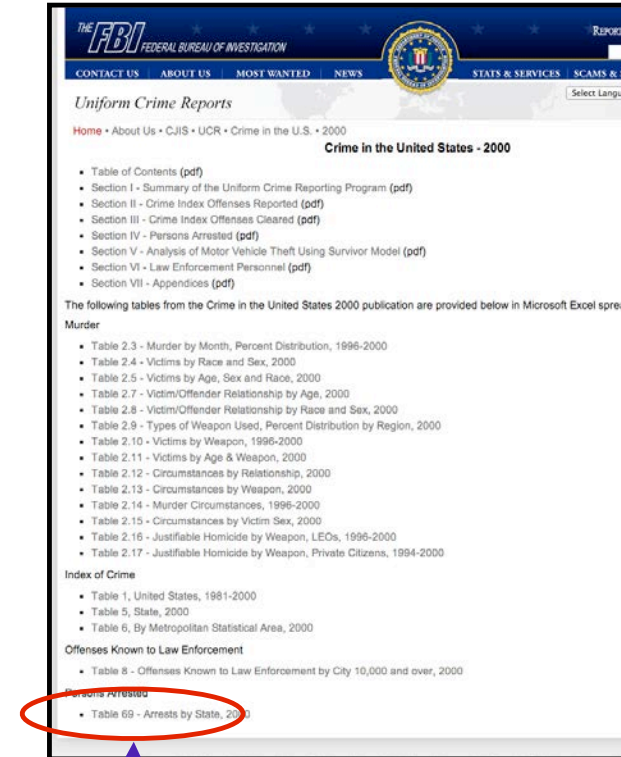 THE FBI FEDERAL BUREAU OF INVESTIGATION
REPORT
CONTACT US ABOUT US MOST WANTED NEWS STATS & SERVICES SCAMS &
Uniform Crime Reports
Select Langu
Home • About Us • CJIS • UCR • Crime in the U.S. • 2000
Crime in the United States - 2000
• Table of Contents (pdf)
• Section I - Summary of the Uniform Crime Reporting Program (pdf)
• Section II - Crime Index Offenses Reported (pdf)
• Section III - Crime Index Offenses Cleared (pdf)
• Section IV - Persons Arrested (pdf)
• Section V - Analysis of Motor Vehicle Theft Using Survivor Model (pdf)
• Section VI - Law Enforcement Personnel (pdf)
• Section VII - Appendices (pdf)
The following tables from the Crime in the United States 2000 publication are provided below in Microsoft Excel sprea
Murder
• Table 2.3 - Murder by Month, Percent Distribution, 1996-2000
• Table 2.4 - Victims by Race and Sex, 2000
• Table 2.5 - Victims by Age, Sex and Race, 2000
• Table 2.7 - Victim/Offender Relationship by Age, 2000
• Table 2.8 - Victim/Offender Relationship by Race and Sex, 2000
• Table 2.9 - Types of Weapon Used, Percent Distribution by Region, 2000
• Table 2.10 - Victims by Weapon, 1996-2000
• Table 2.11 - Victims by Age & Weapon, 2000
• Table 2.12 - Circumstances by Relationship, 2000
• Table 2.13 - Circumstances by Weapon, 2000
• Table 2.14 - Murder Circumstances, 1996-2000
• Table 2.15 - Circumstances by Victim Sex, 2000
• Table 2.16 - Justifiable Homicide by Weapon, LEOs, 1996-2000
• Table 2.17 - Justifiable Homicide by Weapon, Private Citizens, 1994-2000
Index of Crime
• Table 1, United States, 1981-2000
• Table 5, State, 2000
• Table 6, By Metropolitan Statistical Area, 2000
Offenses Known to Law Enforcement
• Table 8 - Offenses Known to Law Enforcement by City 10,000 and over, 2000
Persons Arrested
• Table 69 - Arrests by State, 2000